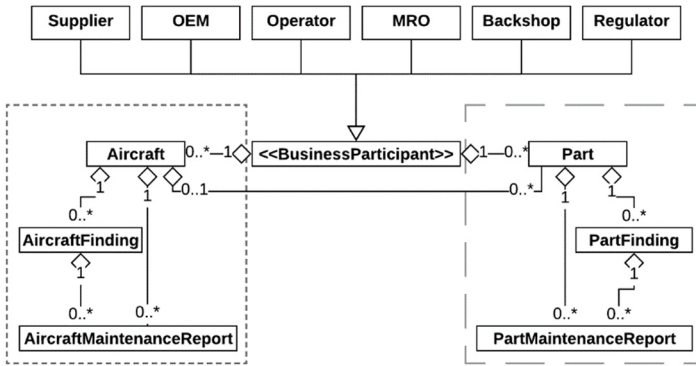 Supplier OEM Operator MRO Backshop Regulator
Aircraft 0..* 1 <<BusinessParticipant>> 1 0..* Part
1 1 0..1 0..* 1 1
0..* 0..*
AircraftFinding PartFinding
1 1
0..* 0..* 0..* 0..*
AircraftMaintenanceReport PartMaintenanceReport